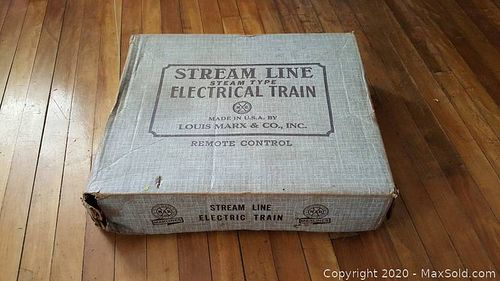 STREAM LINE
STEAM TYPE
ELECTRICAL TRAIN
MADE IN U.S.A. BY
LOUIS MARX & CO., INC.
REMOTE CONTROL
STREAM LINE
ELECTRIC TRAIN
Copyright © 2020 - MaxSold.com